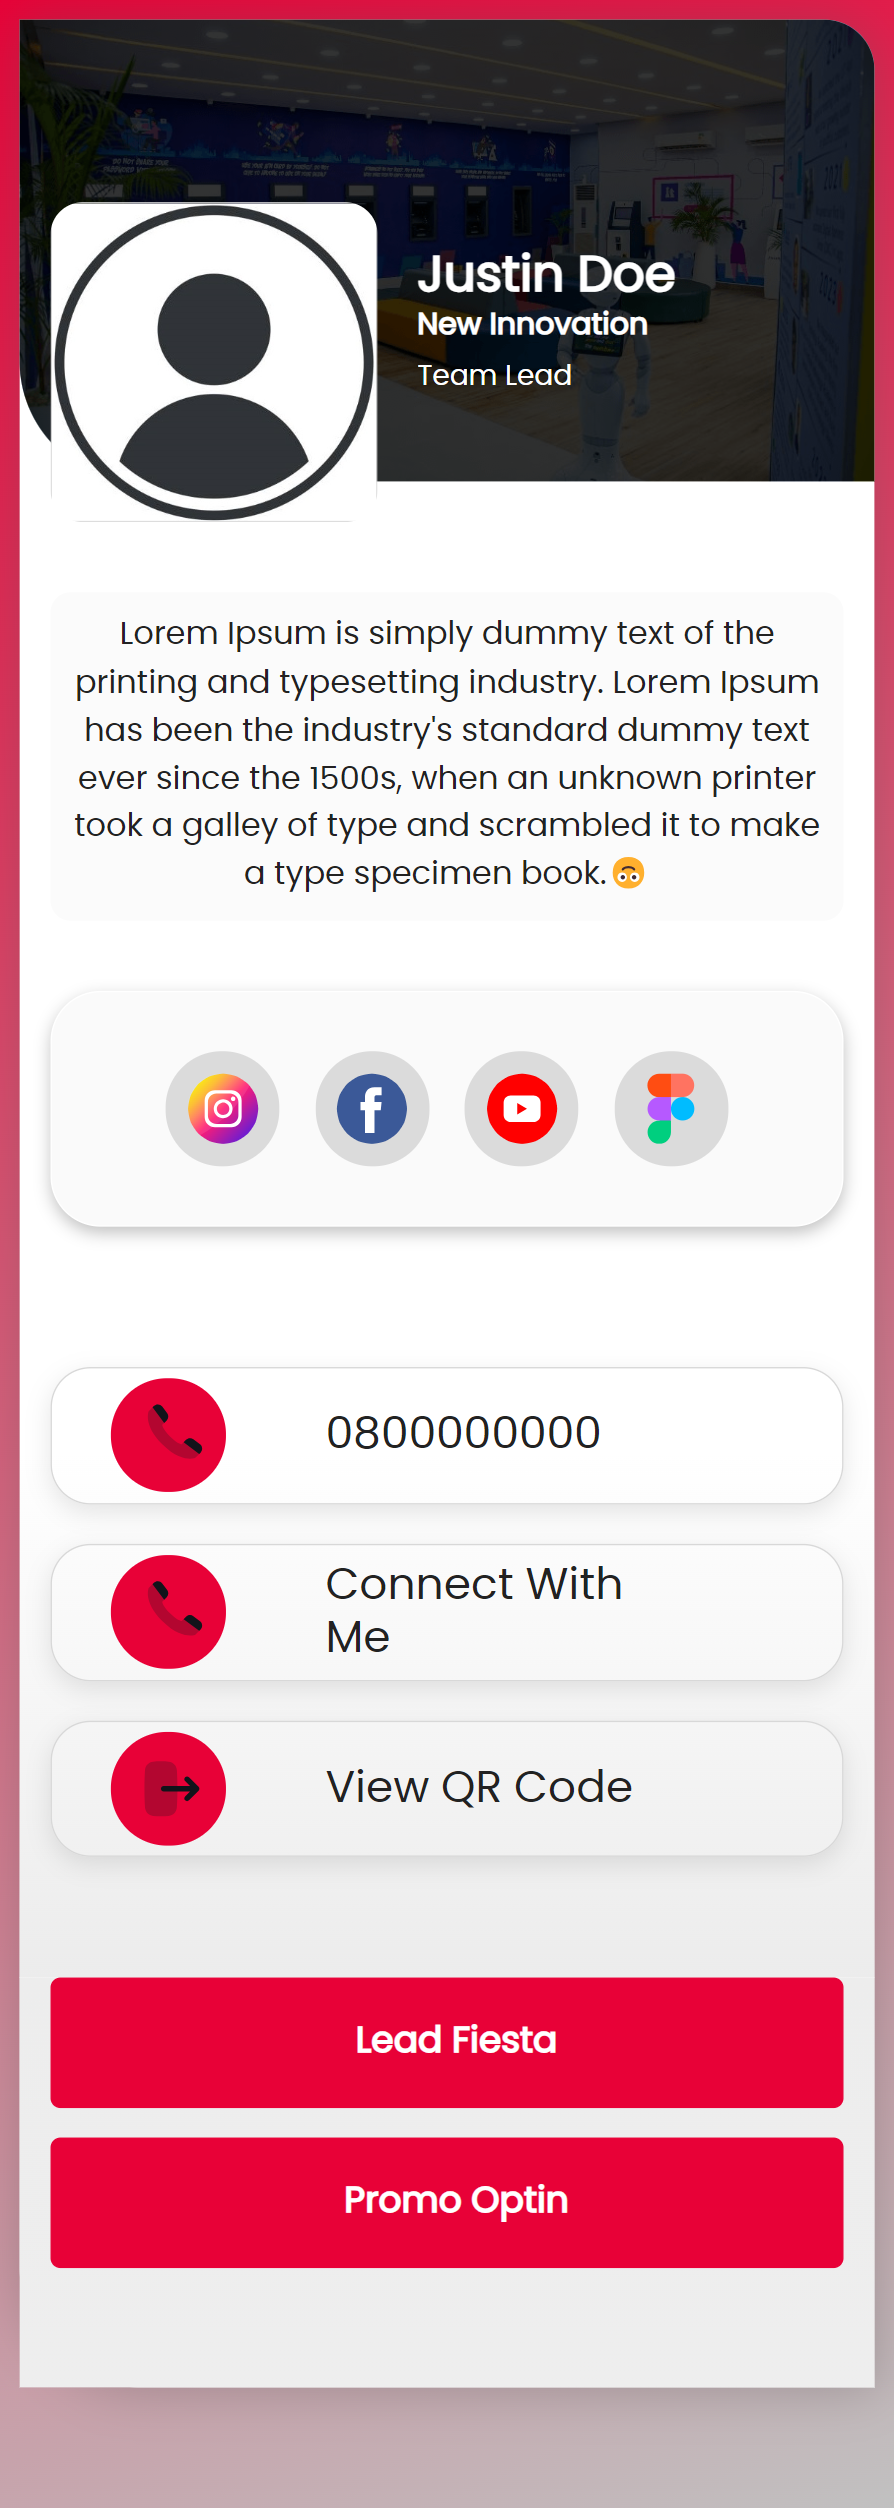 Justin Doe
New Innovation
Team Lead
Lorem Ipsum is simply dummy text of the
printing and typesetting industry. Lorem Ipsum
has been the industry's standard dummy text
ever since the 1500s, when an unknown printer
took a galley of type and scrambled it to make
a type specimen book. 🙃
0800000000
Connect With
Me
View QR Code
Lead Fiesta
Promo Optin